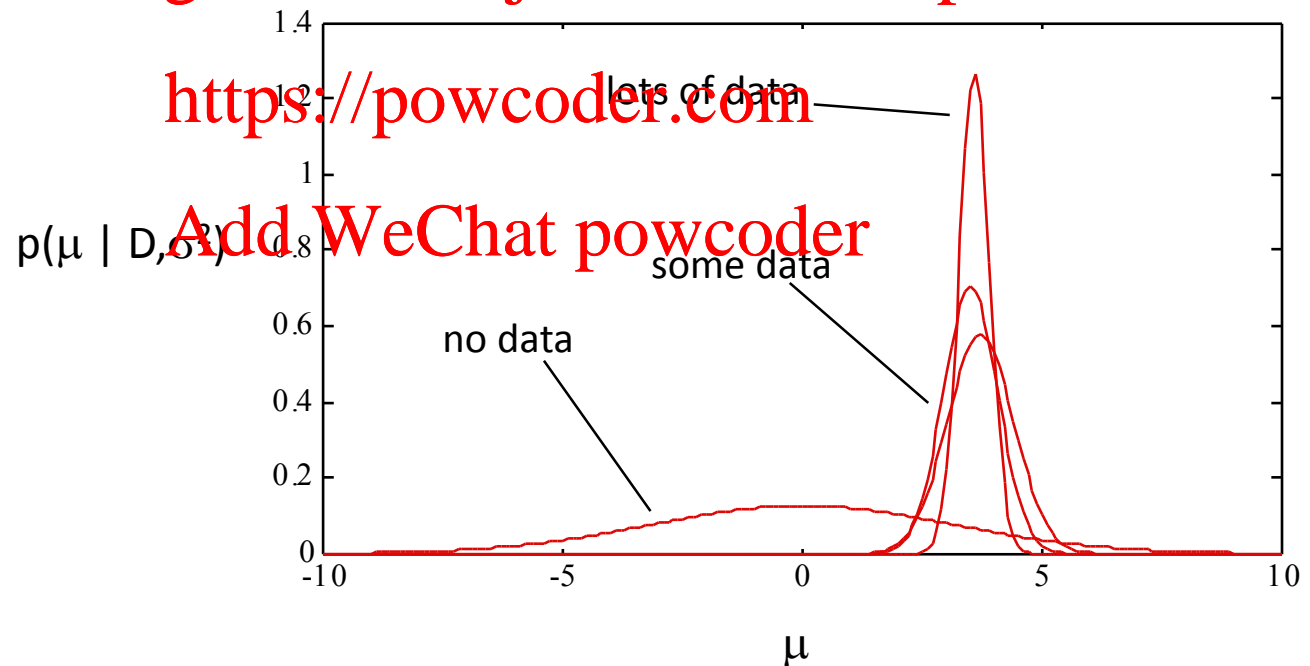 1.4
https://powcoder.com
lots of data
1.2
1
Add WeChat powcoder
p(μ | D,σ²)
0.8
some data
0.6
no data
0.4
0.2
0
-10
-5
0
5
10
μ